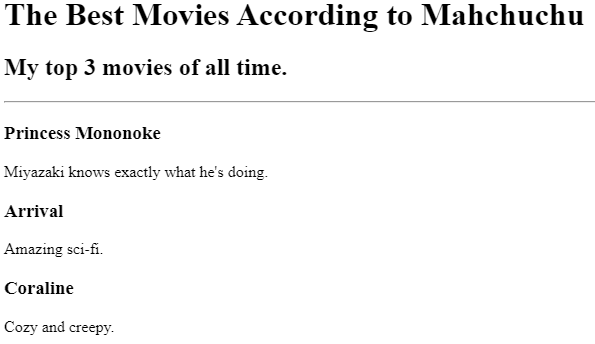 The Best Movies According to Mahchuchu
My top 3 movies of all time.
Princess Mononoke
Miyazaki knows exactly what he's doing.
Arrival
Amazing sci-fi.
Coraline
Cozy and creepy.